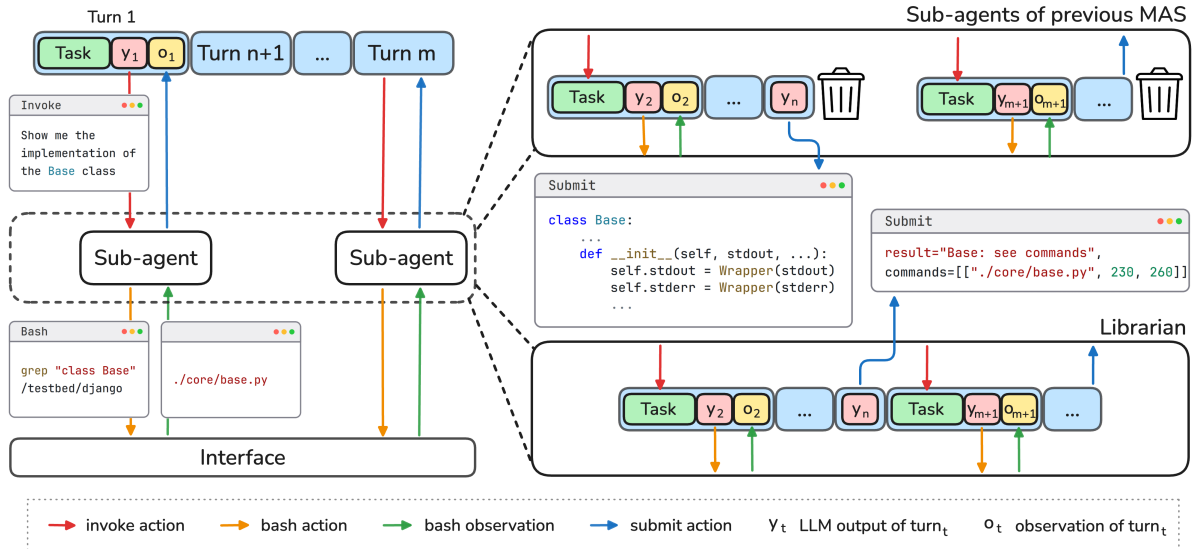 Turn 1
Task y1 o1 Turn n+1 ... Turn m
Invoke
Show me the
implementation of
the Base class
Sub-agent
Sub-agent
Bash
grep "class Base"
/testbed/django
./core/base.py
Interface
Sub-agents of previous MAS
Task y2 o2 ... yn
Task ym+1 om+1 ...
Submit
class Base:
...
def __init__(self, stdout, ...):
self.stdout = Wrapper(stdout)
self.stderr = Wrapper(stderr)
...
Submit
result="Base: see commands",
commands=[["./core/base.py", 230, 260]]
Librarian
Task y2 o2 ... yn Task ym+1 om+1 ...
invoke action bash action bash observation submit action yt LLM output of turnt ot observation of turnt